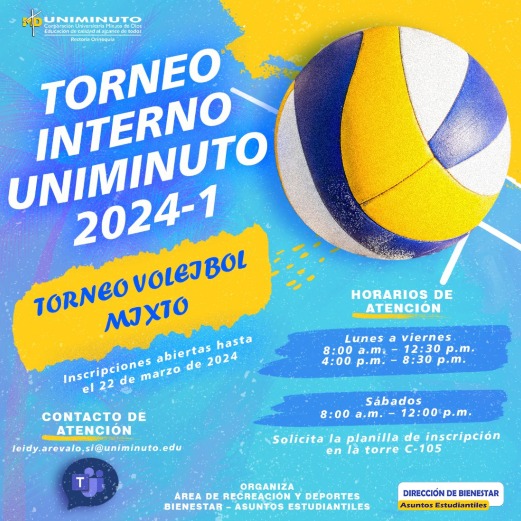 UNIMINUTO
Corporación Universitaria Minuto de Dios
Educación de calidad al alcance de todos
Rectoría Orinoquía
TORNEO
INTERNO
UNIMINUTO
2024-1
TORNEO VOLEIBOL
MIXTO
Inscripciones abiertas hasta
el 22 de marzo de 2024
CONTACTO DE
ATENCIÓN
leidy.arevalo.si@uniminuto.edu
T
HORARIOS DE
ATENCIÓN
Lunes a viernes
8:00 a.m. – 12:30 p.m.
4:00 p.m. – 8:30 p.m.
Sábados
8:00 a.m. – 12:00 p.m.
Solicita la planilla de inscripción
en la torre C-105
ORGANIZA
ÁREA DE RECREACIÓN Y DEPORTES
BIENESTAR – ASUNTOS ESTUDIANTILES
DIRECCIÓN DE BIENESTAR
Asuntos Estudiantiles